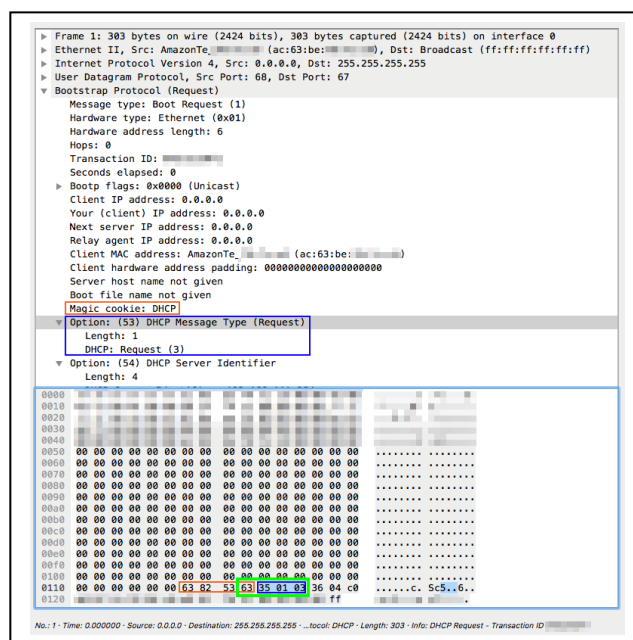 Frame 1: 303 bytes on wire (2424 bits), 303 bytes captured (2424 bits) on interface 0
Ethernet II, Src: AmazonTe_ (ac:63:be: ), Dst: Broadcast (ff:ff:ff:ff:ff:ff)
Internet Protocol Version 4, Src: 0.0.0.0, Dst: 255.255.255.255
User Datagram Protocol, Src Port: 68, Dst Port: 67
Bootstrap Protocol (Request)
Message type: Boot Request (1)
Hardware type: Ethernet (0x01)
Hardware address length: 6
Hops: 0
Transaction ID:
Seconds elapsed: 0
Bootp flags: 0x0000 (Unicast)
Client IP address: 0.0.0.0
Your (client) IP address: 0.0.0.0
Next server IP address: 0.0.0.0
Relay agent IP address: 0.0.0.0
Client MAC address: AmazonTe_ (ac:63:be: )
Client hardware address padding: 00000000000000000000
Server host name not given
Boot file name not given
Magic cookie: DHCP
Option: (53) DHCP Message Type (Request)
Length: 1
DHCP: Request (3)
Option: (54) DHCP Server Identifier
Length: 4
0000
0010
0020
0030
0040
0050 00 00 00 00 00 00 00 00 00 00 00 00 00 00 00 00 ........ ........
0060 00 00 00 00 00 00 00 00 00 00 00 00 00 00 00 00 ........ ........
0070 00 00 00 00 00 00 00 00 00 00 00 00 00 00 00 00 ........ ........
0080 00 00 00 00 00 00 00 00 00 00 00 00 00 00 00 00 ........ ........
0090 00 00 00 00 00 00 00 00 00 00 00 00 00 00 00 00 ........ ........
00a0 00 00 00 00 00 00 00 00 00 00 00 00 00 00 00 00 ........ ........
00b0 00 00 00 00 00 00 00 00 00 00 00 00 00 00 00 00 ........ ........
00c0 00 00 00 00 00 00 00 00 00 00 00 00 00 00 00 00 ........ ........
00d0 00 00 00 00 00 00 00 00 00 00 00 00 00 00 00 00 ........ ........
00e0 00 00 00 00 00 00 00 00 00 00 00 00 00 00 00 00 ........ ........
00f0 00 00 00 00 00 00 00 00 00 00 00 00 00 00 00 00 ........ ........
0100 00 00 00 00 00 00 00 00 00 00 00 00 00 00 00 00 ........ ........
0110 00 00 00 00 00 00 63 82 53 63 35 01 03 36 04 c0 ......c. Sc5..6..
0120 ff .
No.: 1 · Time: 0.000000 · Source: 0.0.0.0 · Destination: 255.255.255.255 · ...tocol: DHCP · Length: 303 · Info: DHCP Request - Transaction ID